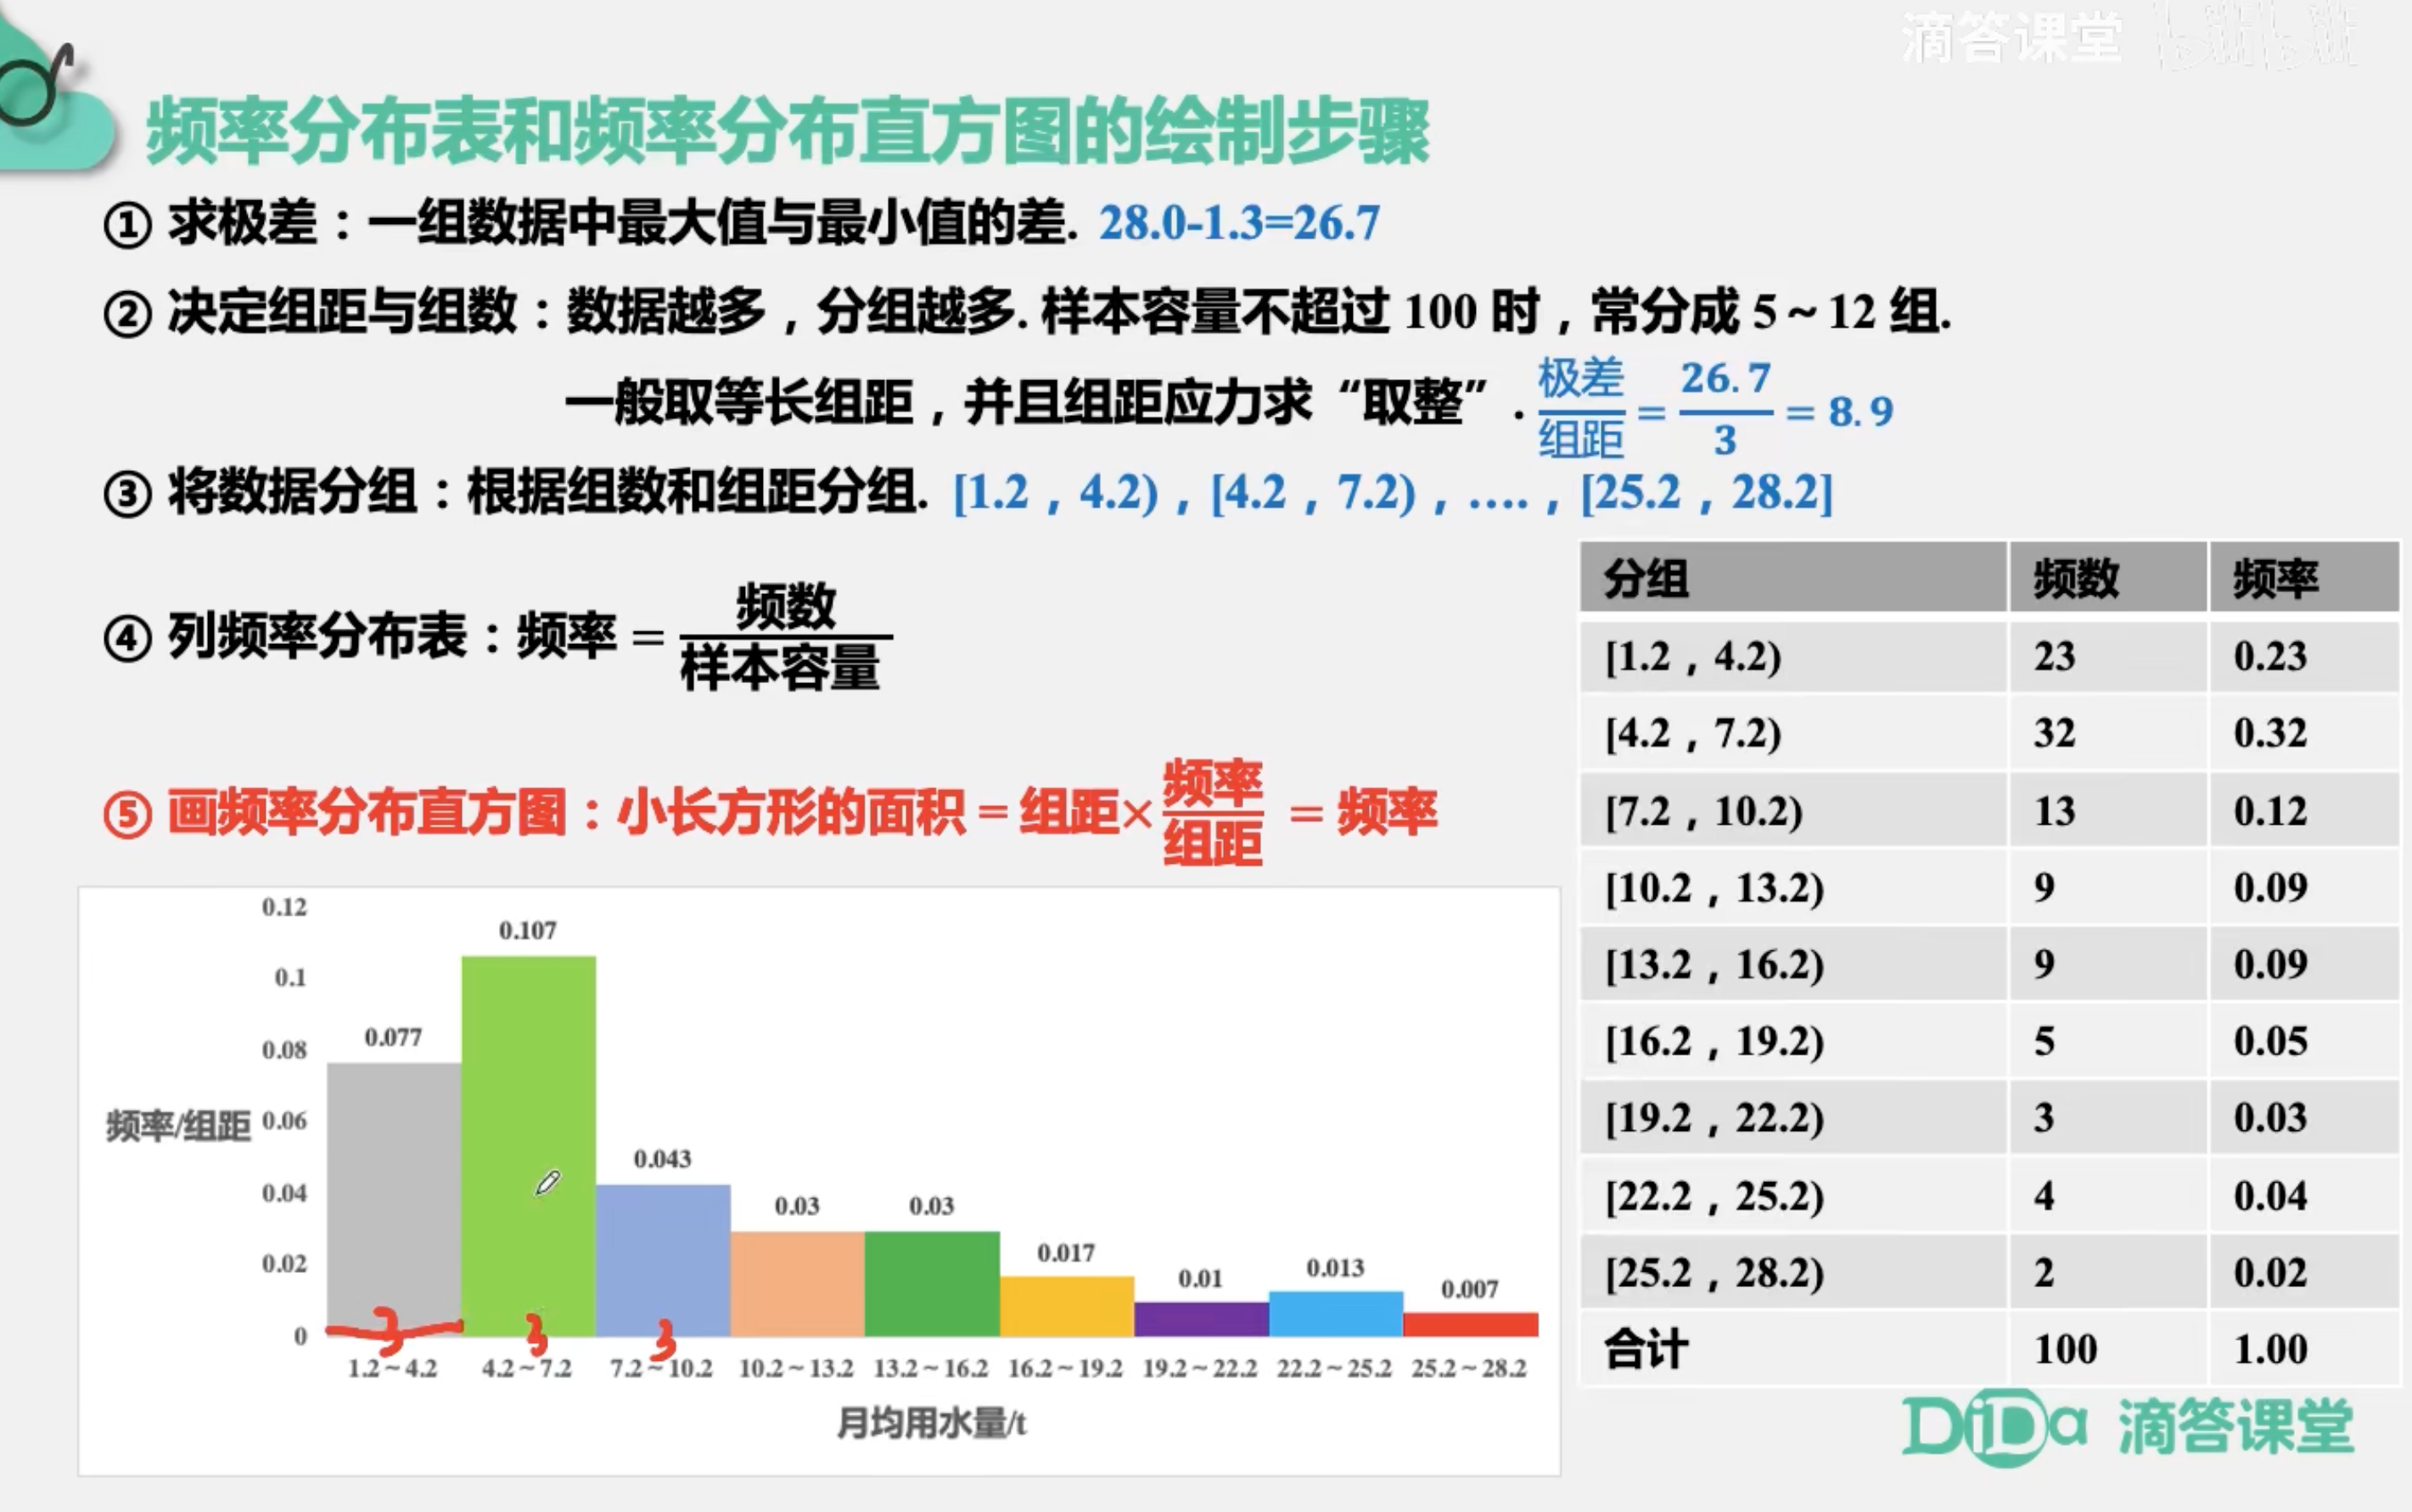 滴答课堂 bilibili
频率分布表和频率分布直方图的绘制步骤
① 求极差：一组数据中最大值与最小值的差. 28.0-1.3=26.7
② 决定组距与组数：数据越多，分组越多. 样本容量不超过 100 时，常分成 5～12 组.
一般取等长组距，并且组距应力求“取整”. 极差/组距 = 26.7/3 = 8.9
③ 将数据分组：根据组数和组距分组. [1.2，4.2)，[4.2，7.2)，….，[25.2，28.2]
④ 列频率分布表：频率 = 频数/样本容量
⑤ 画频率分布直方图：小长方形的面积 = 组距×频率/组距 = 频率
分组 频数 频率
[1.2，4.2) 23 0.23
[4.2，7.2) 32 0.32
[7.2，10.2) 13 0.12
[10.2，13.2) 9 0.09
[13.2，16.2) 9 0.09
[16.2，19.2) 5 0.05
[19.2，22.2) 3 0.03
[22.2，25.2) 4 0.04
[25.2，28.2) 2 0.02
合计 100 1.00
频率/组距
0.12
0.1
0.08
0.06
0.04
0.02
0
0.077 0.107 0.043 0.03 0.03 0.017 0.01 0.013 0.007
3 3 3
1.2～4.2 4.2～7.2 7.2～10.2 10.2～13.2 13.2～16.2 16.2～19.2 19.2～22.2 22.2～25.2 25.2～28.2
月均用水量/t
DiDa 滴答课堂